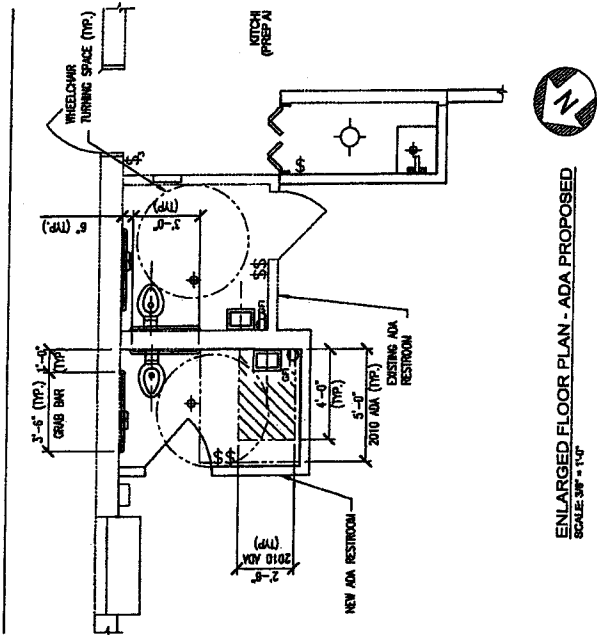 KITCH
(PREP A
WHEELCHAIR
TURNING SPACE (TYP.)
$
6" (TYP.)
3'-0"
(TYP)
$$
GFI
3'-6" (TYP.)
GRAB BAR
1'-0"
TYP
GFI
4'-0"
(TYP.)
5'-0"
2010 ADA (TYP.)
EXISTING ADA
RESTROOM
$$
2'-6"
2010 ADA
(TYP)
NEW ADA RESTROOM
N
ENLARGED FLOOR PLAN - ADA PROPOSED
SCALE: 3/8" = 1'-0"